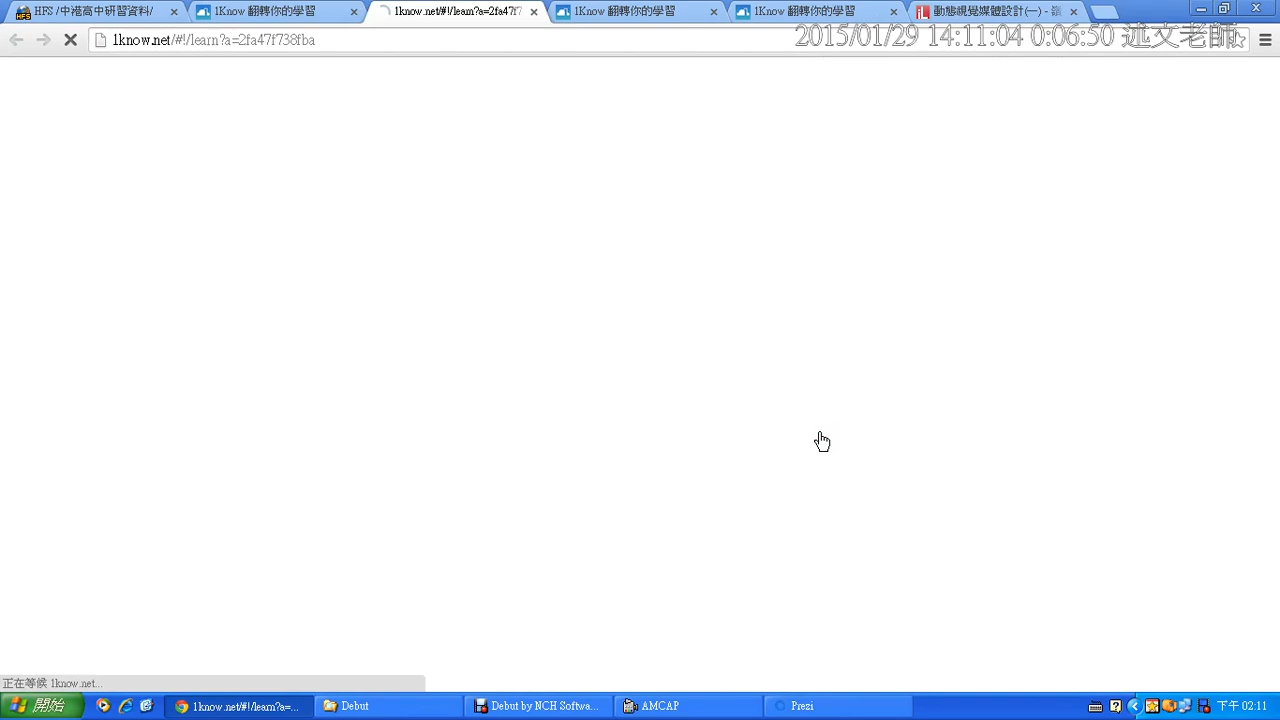 HFS /中港高中研習資料/
1Know 翻轉你的學習
1know.net/#!/learn?a=2fa47f7
1Know 翻轉你的學習
1Know 翻轉你的學習
動態視覺媒體設計(一) -
1know.net/#!/learn?a=2fa47f738fba
2015/01/29 14:11:04 0:06:50 述文老師
正在等候 1know.net...
開始
1know.net/#!/learn?a=...
Debut
Debut by NCH Softwa...
AMCAP
Prezi
下午 02:11